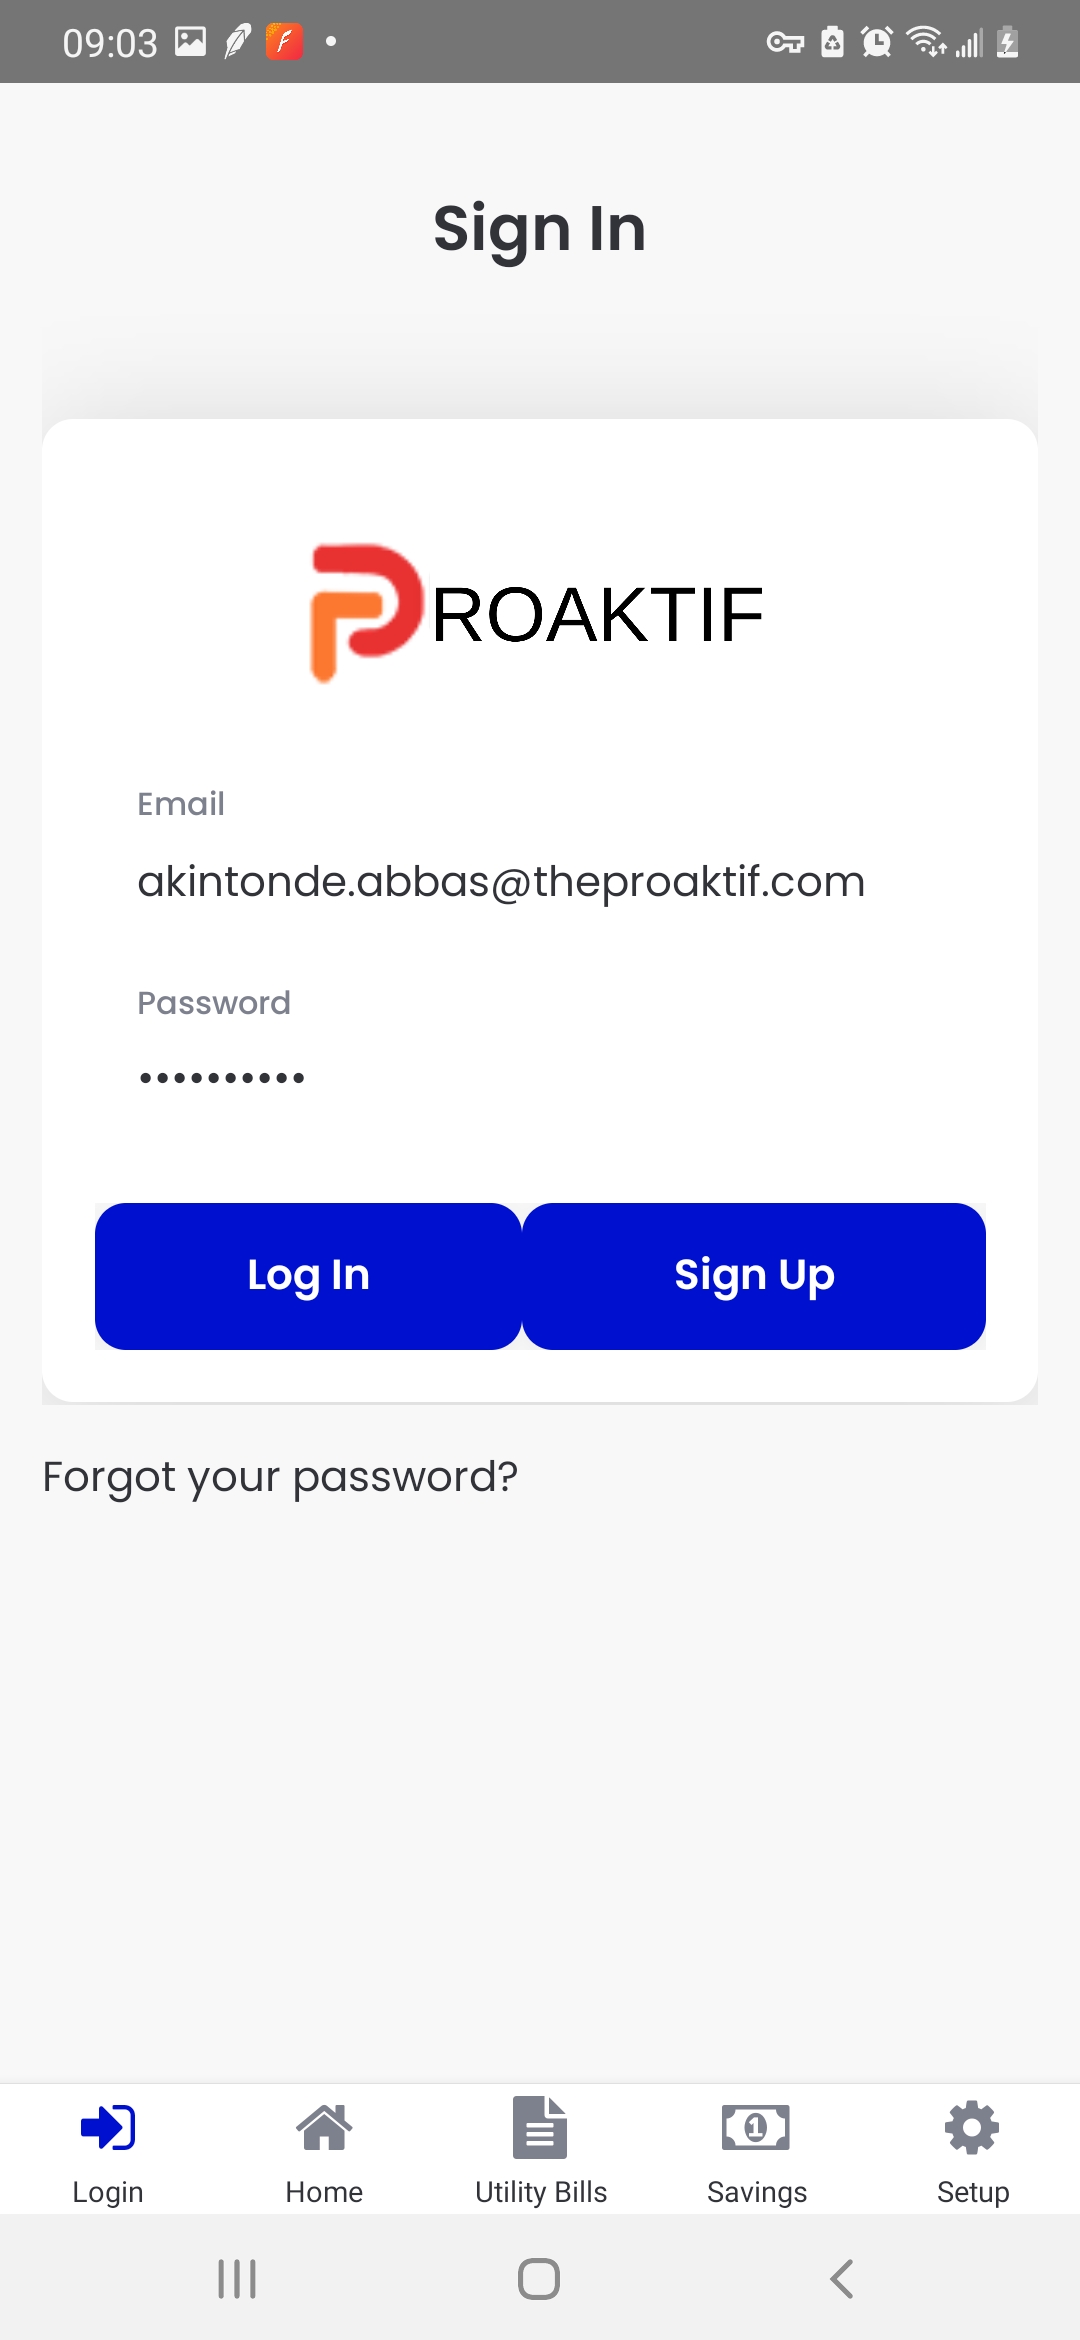 09:03
Sign In
PROAKTIF
Email
akintonde.abbas@theproaktif.com
Password
••••••••••
Log In
Sign Up
Forgot your password?
1
Login
Home
Utility Bills
Savings
Setup